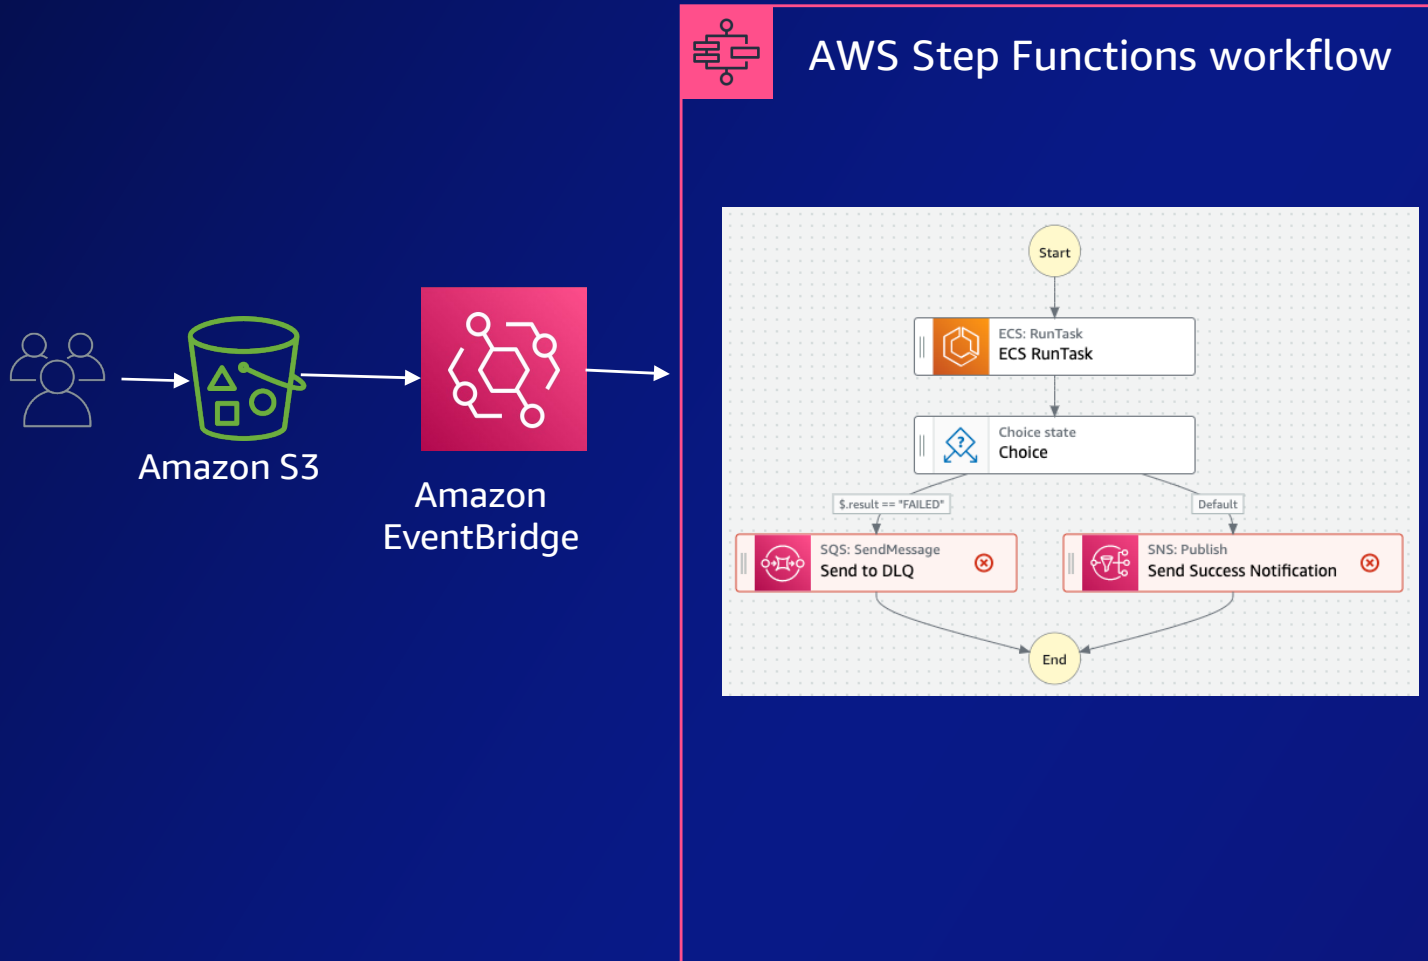 AWS Step Functions workflow
Start
ECS: RunTask
ECS RunTask
Choice state
Choice
$.result == "FAILED"
Default
SQS: SendMessage
Send to DLQ
SNS: Publish
Send Success Notification
End
Amazon S3
Amazon
EventBridge